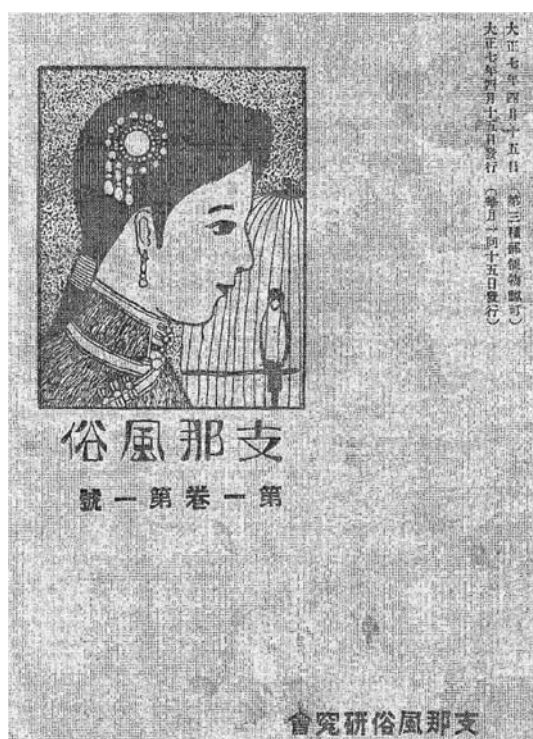 大正七年四月十五日（第三種郵便物認可）
大正七年四月十五日發行（每月一回十五日發行）
支那風俗
第一卷第一號
支那風俗研究會